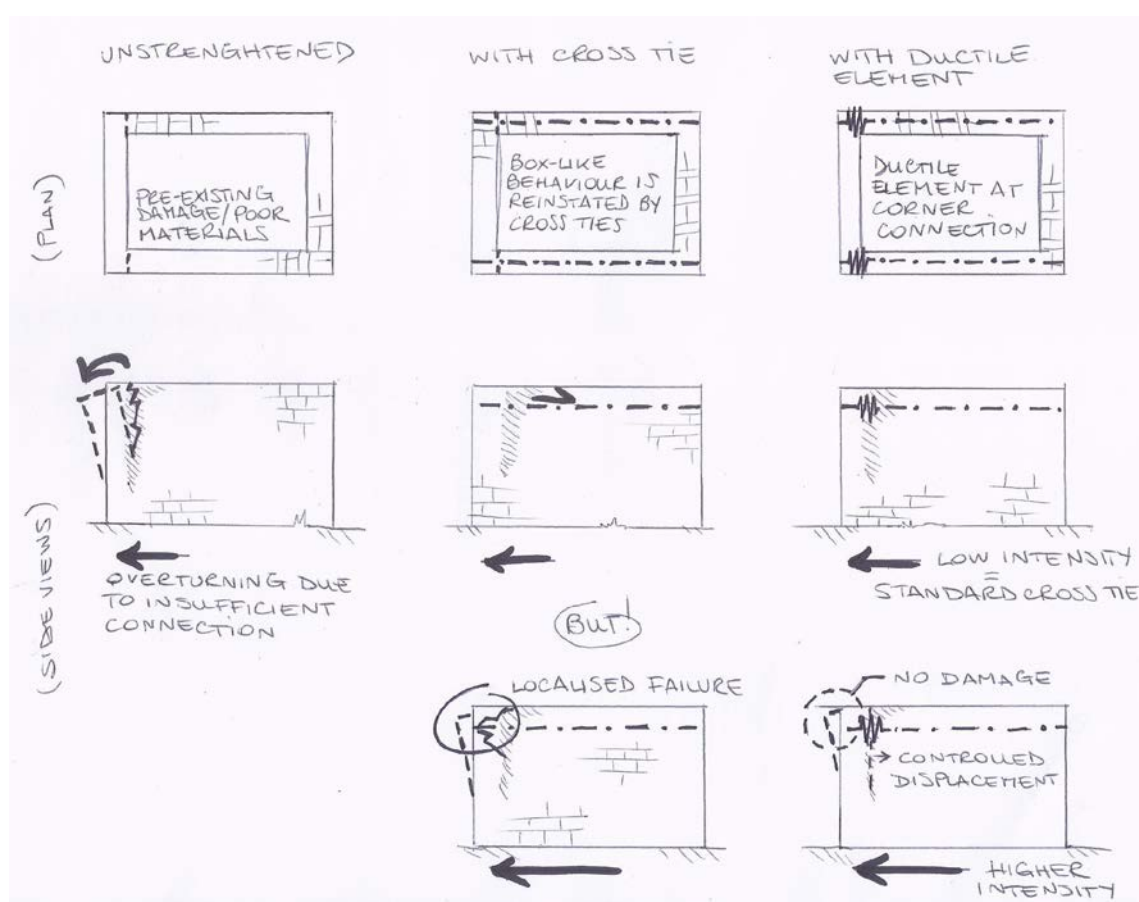 UNSTRENGHTENED
WITH CROSS TIE
WITH DUCTILE
ELEMENT
(PLAN)
PRE-EXISTING
DAMAGE/POOR
MATERIALS
BOX-LIKE
BEHAVIOUR IS
REINSTATED BY
CROSS TIES
DUCTILE
ELEMENT AT
CORNER
CONNECTION
(SIDE VIEWS)
OVERTURNING DUE
TO INSUFFICIENT
CONNECTION
LOW INTENSITY
=
STANDARD CROSS TIE
BUT!
LOCALISED FAILURE
NO DAMAGE
CONTROLLED
DISPLACEMENT
HIGHER
INTENSITY